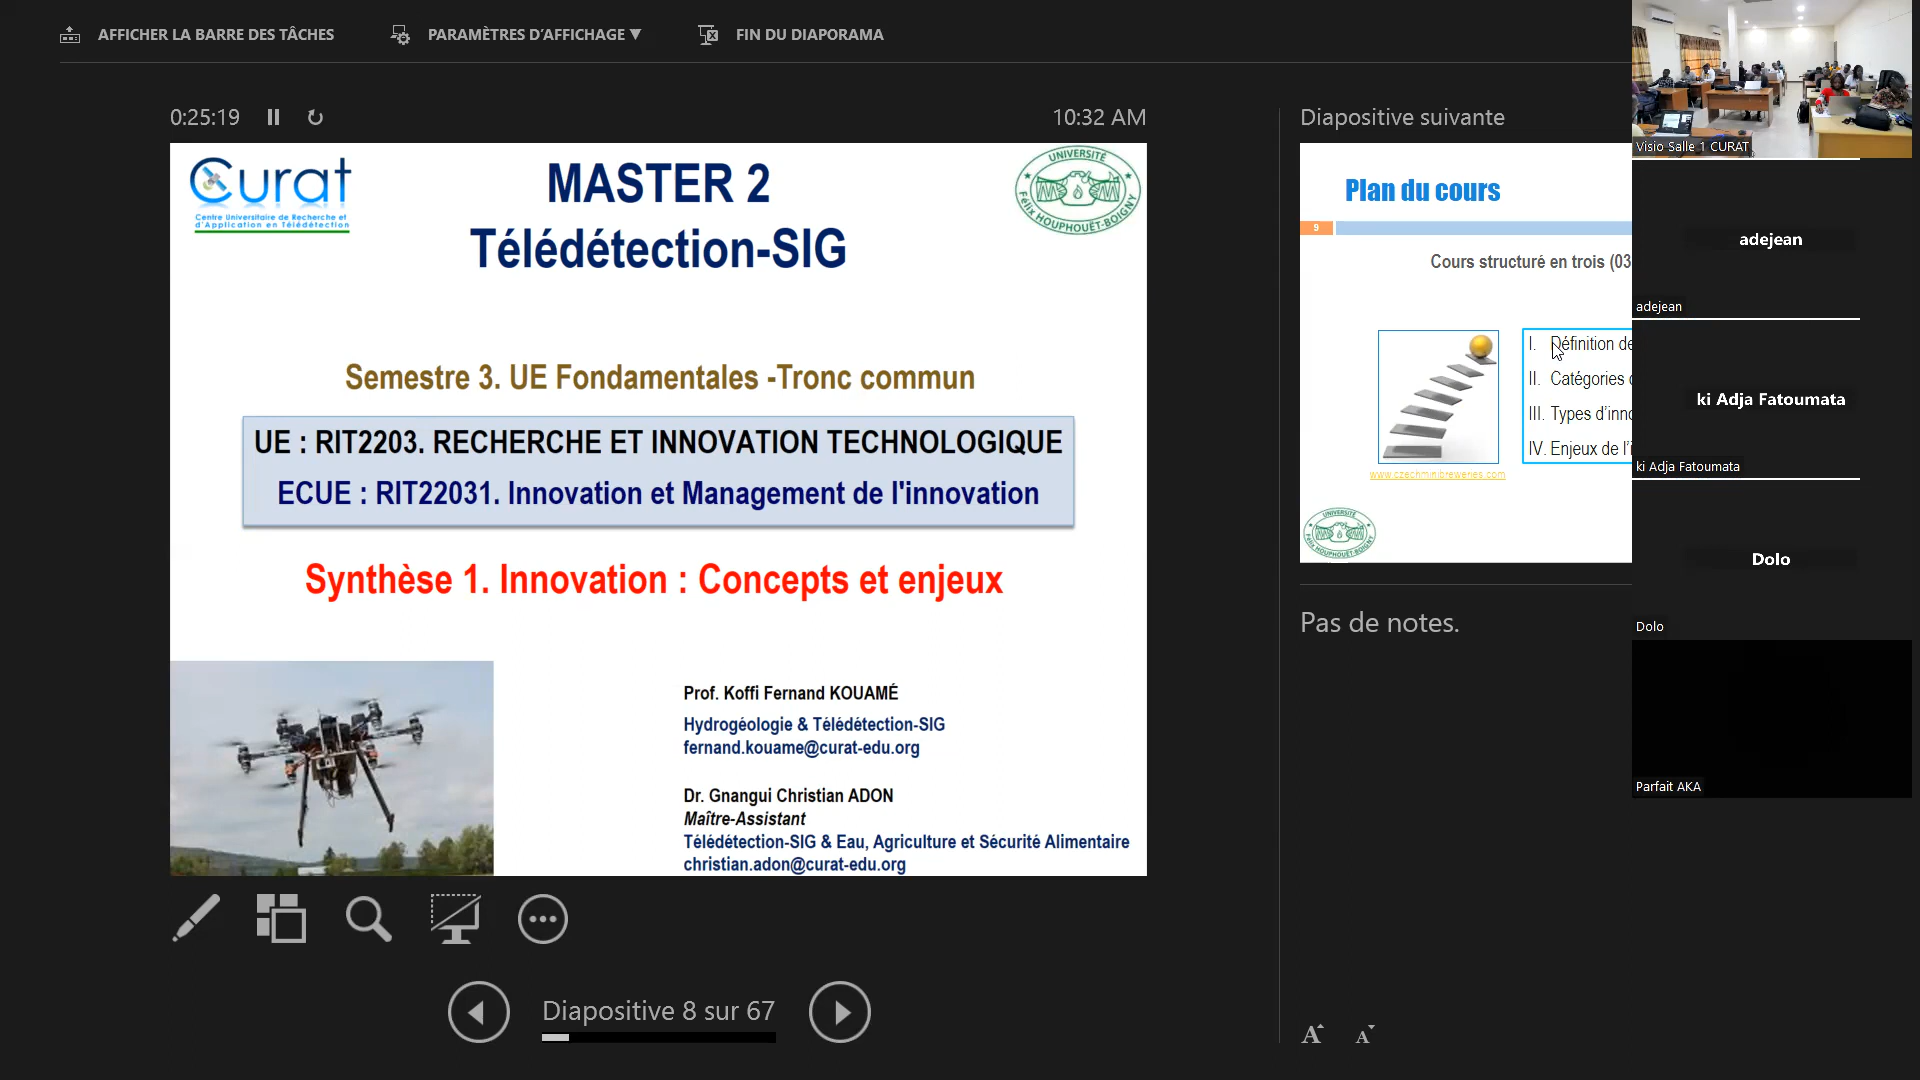 AFFICHER LA BARRE DES TÂCHES
PARAMÈTRES D'AFFICHAGE ▼
FIN DU DIAPORAMA
0:25:19
10:32 AM
Curat
Centre Universitaire de Recherche et
d'Application en Télédétection
MASTER 2
Télédétection-SIG
UNIVERSITÉ
Félix HOUPHOUËT-BOIGNY
Semestre 3. UE Fondamentales -Tronc commun
UE : RIT2203. RECHERCHE ET INNOVATION TECHNOLOGIQUE
ECUE : RIT22031. Innovation et Management de l'innovation
Synthèse 1. Innovation : Concepts et enjeux
Prof. Koffi Fernand KOUAMÉ
Hydrogéologie & Télédétection-SIG
fernand.kouame@curat-edu.org
Dr. Gnangui Christian ADON
Maître-Assistant
Télédétection-SIG & Eau, Agriculture et Sécurité Alimentaire
christian.adon@curat-edu.org
Diapositive 8 sur 67
Diapositive suivante
Plan du cours
9
Cours structuré en trois (03
I. Définition de
II. Catégories
III. Types d'inno
IV. Enjeux de l'i
www.czechminibreweries.com
UNIVERSITÉ
Félix HOUPHOUËT-BOIGNY
Pas de notes.
A
A
Visio Salle 1 CURAT
adejean
adejean
ki Adja Fatoumata
ki Adja Fatoumata
Dolo
Dolo
Parfait AKA